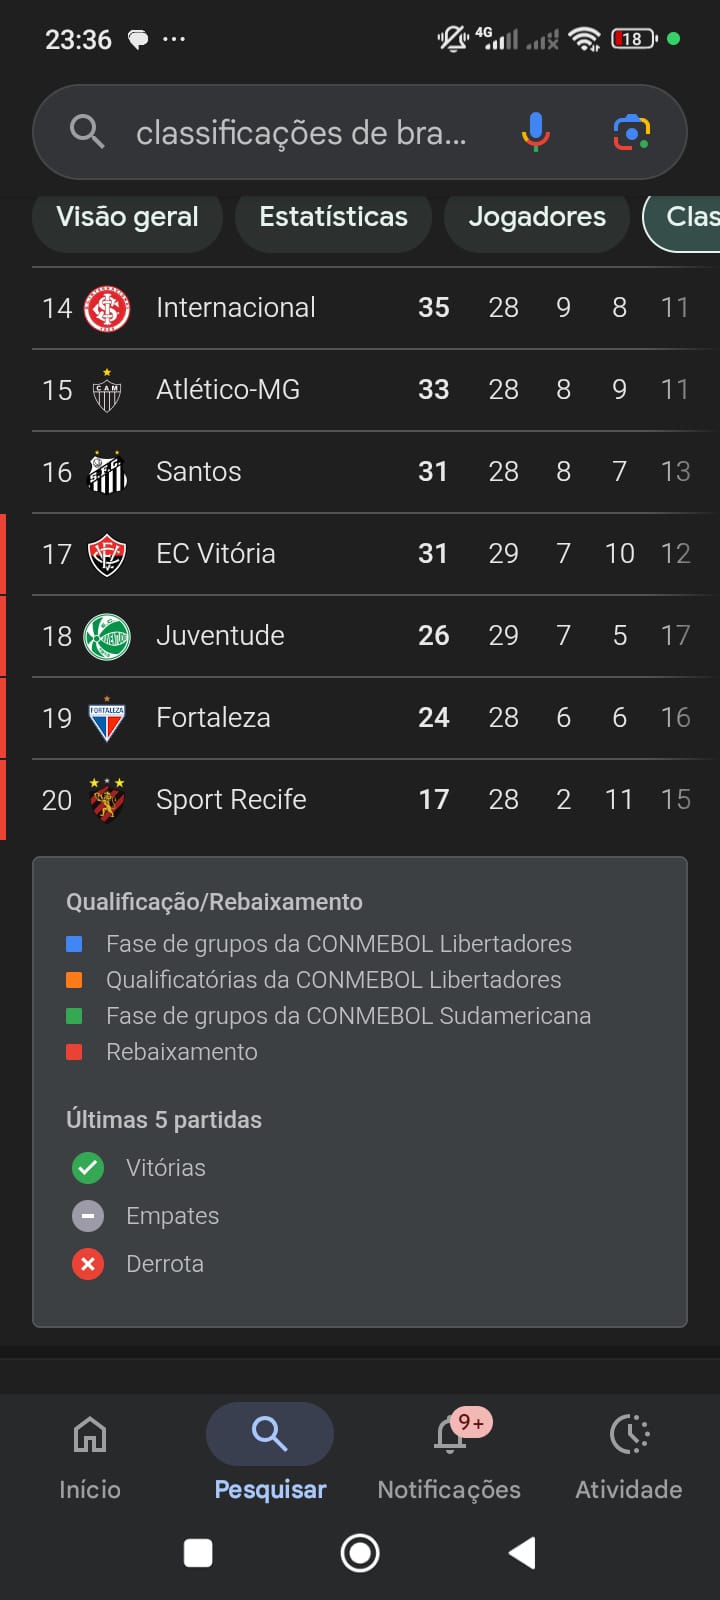 23:36 4G 18
classificações de bra...
Visão geral Estatísticas Jogadores Clas
14 Internacional 35 28 9 8 11
15 CAM Atlético-MG 33 28 8 9 11
16 Santos 31 28 8 7 13
17 EC Vitória 31 29 7 10 12
18 JUVENTUDE Juventude 26 29 7 5 17
19 FORTALEZA Fortaleza 24 28 6 6 16
20 Sport Recife 17 28 2 11 15
Qualificação/Rebaixamento
Fase de grupos da CONMEBOL Libertadores
Qualificatórias da CONMEBOL Libertadores
Fase de grupos da CONMEBOL Sudamericana
Rebaixamento
Últimas 5 partidas
Vitórias
Empates
Derrota
9+
Início Pesquisar Notificações Atividade